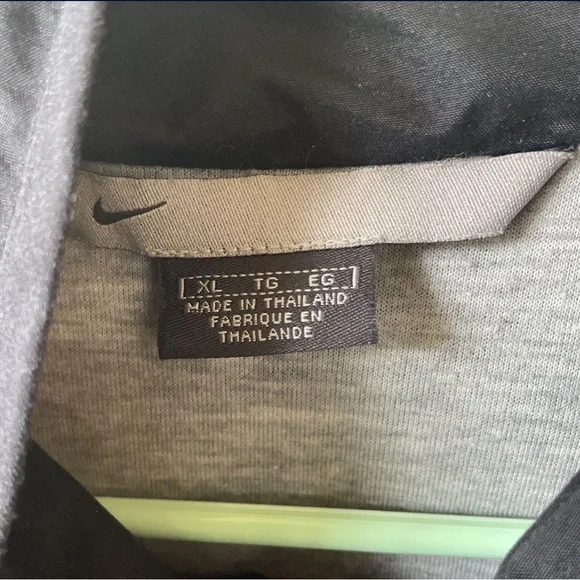 XL TG EG
MADE IN THAILAND
FABRIQUE EN
THAILANDE